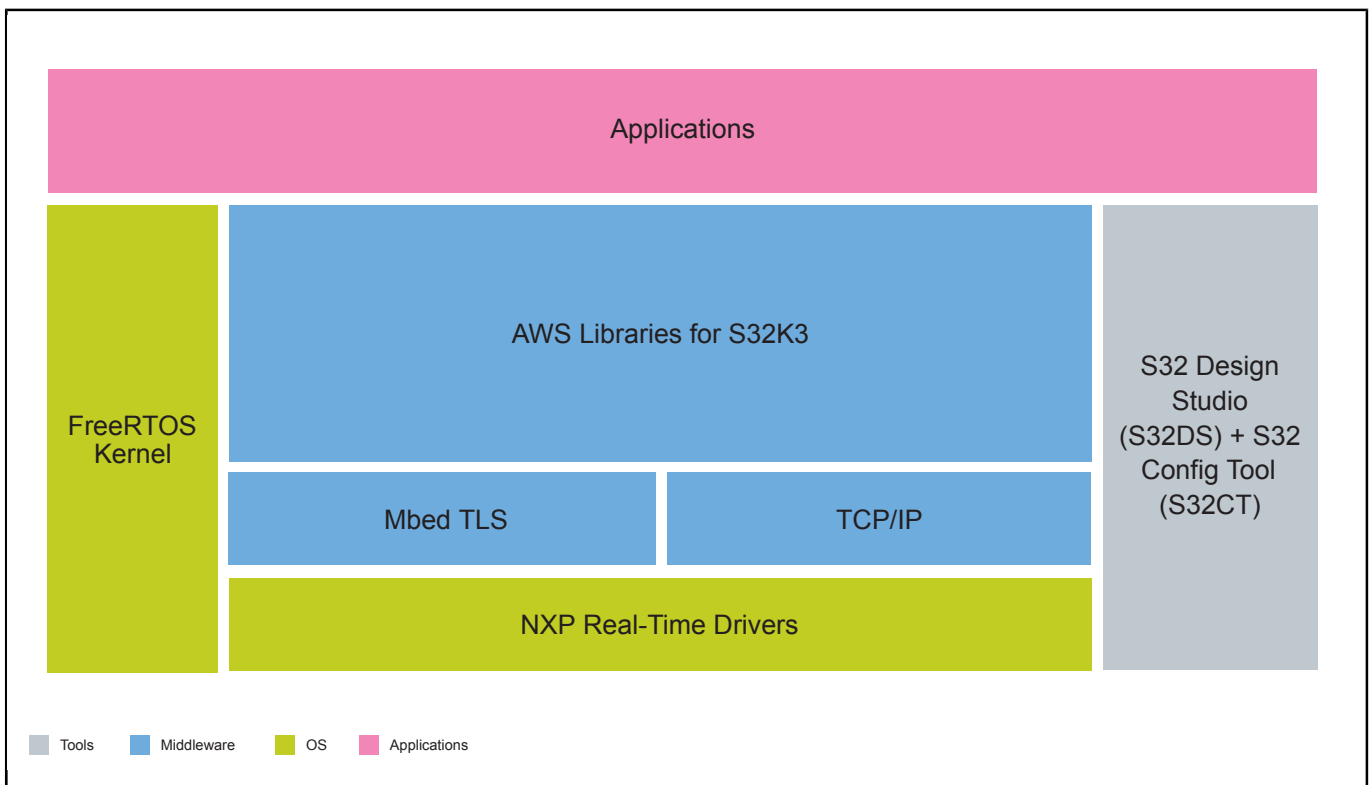 Applications
AWS Libraries for S32K3
FreeRTOS
Kernel
S32 Design
Studio
(S32DS) + S32
Config Tool
(S32CT)
Mbed TLS
TCP/IP
NXP Real-Time Drivers
Tools
Middleware
OS
Applications